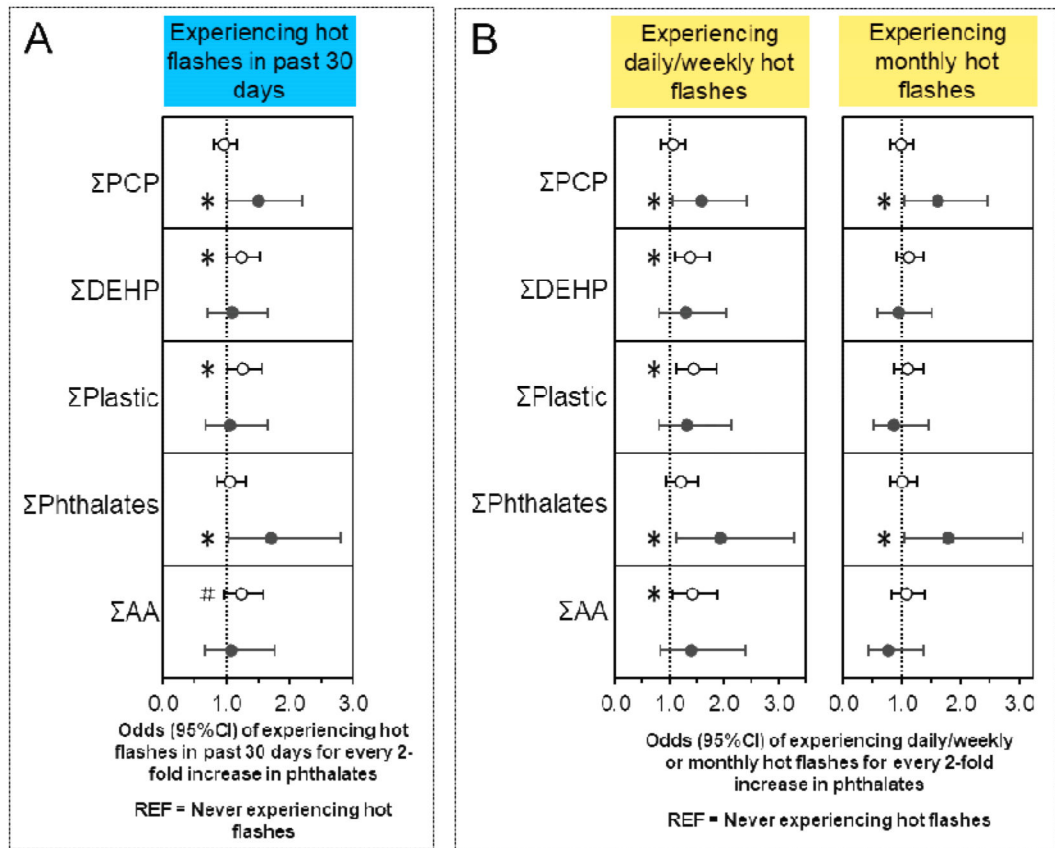 A
Experiencing hot
flashes in past 30
days
ΣPCP
*
ΣDEHP
*
ΣPlastic
*
ΣPhthalates
*
ΣAA
#
0.0 1.0 2.0 3.0
Odds (95%CI) of experiencing hot
flashes in past 30 days for every 2-
fold increase in phthalates
REF = Never experiencing hot
flashes
B
Experiencing
daily/weekly hot
flashes
Experiencing
monthly hot
flashes
ΣPCP
* *
ΣDEHP
*
ΣPlastic
*
ΣPhthalates
* *
ΣAA
*
0.0 1.0 2.0 3.0 0.0 1.0 2.0 3.0
Odds (95%CI) of experiencing daily/weekly
or monthly hot flashes for every 2-fold
increase in phthalates
REF = Never experiencing hot flashes